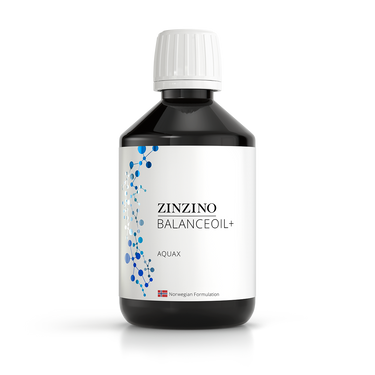 ZINZINO
BALANCEOIL+
AQUAX
Norwegian Formulation